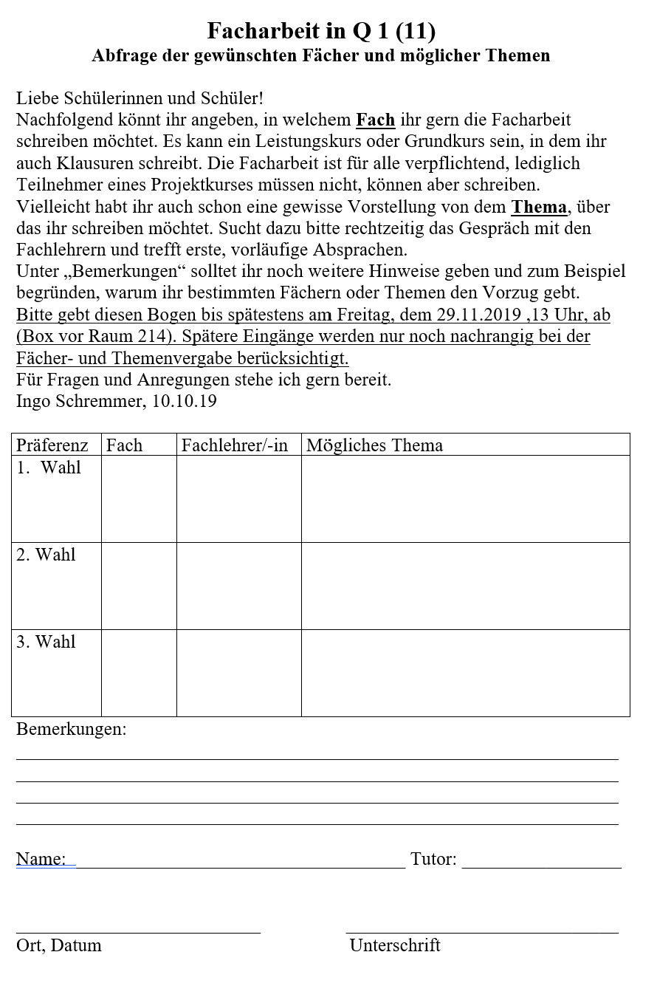 Facharbeit in Q 1 (11)
Abfrage der gewünschten Fächer und möglicher Themen
Liebe Schülerinnen und Schüler!
Nachfolgend könnt ihr angeben, in welchem Fach ihr gern die Facharbeit
schreiben möchtet. Es kann ein Leistungskurs oder Grundkurs sein, in dem ihr
auch Klausuren schreibt. Die Facharbeit ist für alle verpflichtend, lediglich
Teilnehmer eines Projektkurses müssen nicht, können aber schreiben.
Vielleicht habt ihr auch schon eine gewisse Vorstellung von dem Thema, über
das ihr schreiben möchtet. Sucht dazu bitte rechtzeitig das Gespräch mit den
Fachlehrern und trefft erste, vorläufige Absprachen.
Unter „Bemerkungen“ solltet ihr noch weitere Hinweise geben und zum Beispiel
begründen, warum ihr bestimmten Fächern oder Themen den Vorzug gebt.
Bitte gebt diesen Bogen bis spätestens am Freitag, dem 29.11.2019 ,13 Uhr, ab
(Box vor Raum 214). Spätere Eingänge werden nur noch nachrangig bei der
Fächer- und Themenvergabe berücksichtigt.
Für Fragen und Anregungen stehe ich gern bereit.
Ingo Schremmer, 10.10.19
Präferenz Fach Fachlehrer/-in Mögliches Thema
1. Wahl
2. Wahl
3. Wahl
Bemerkungen:
Name: Tutor:
Ort, Datum Unterschrift